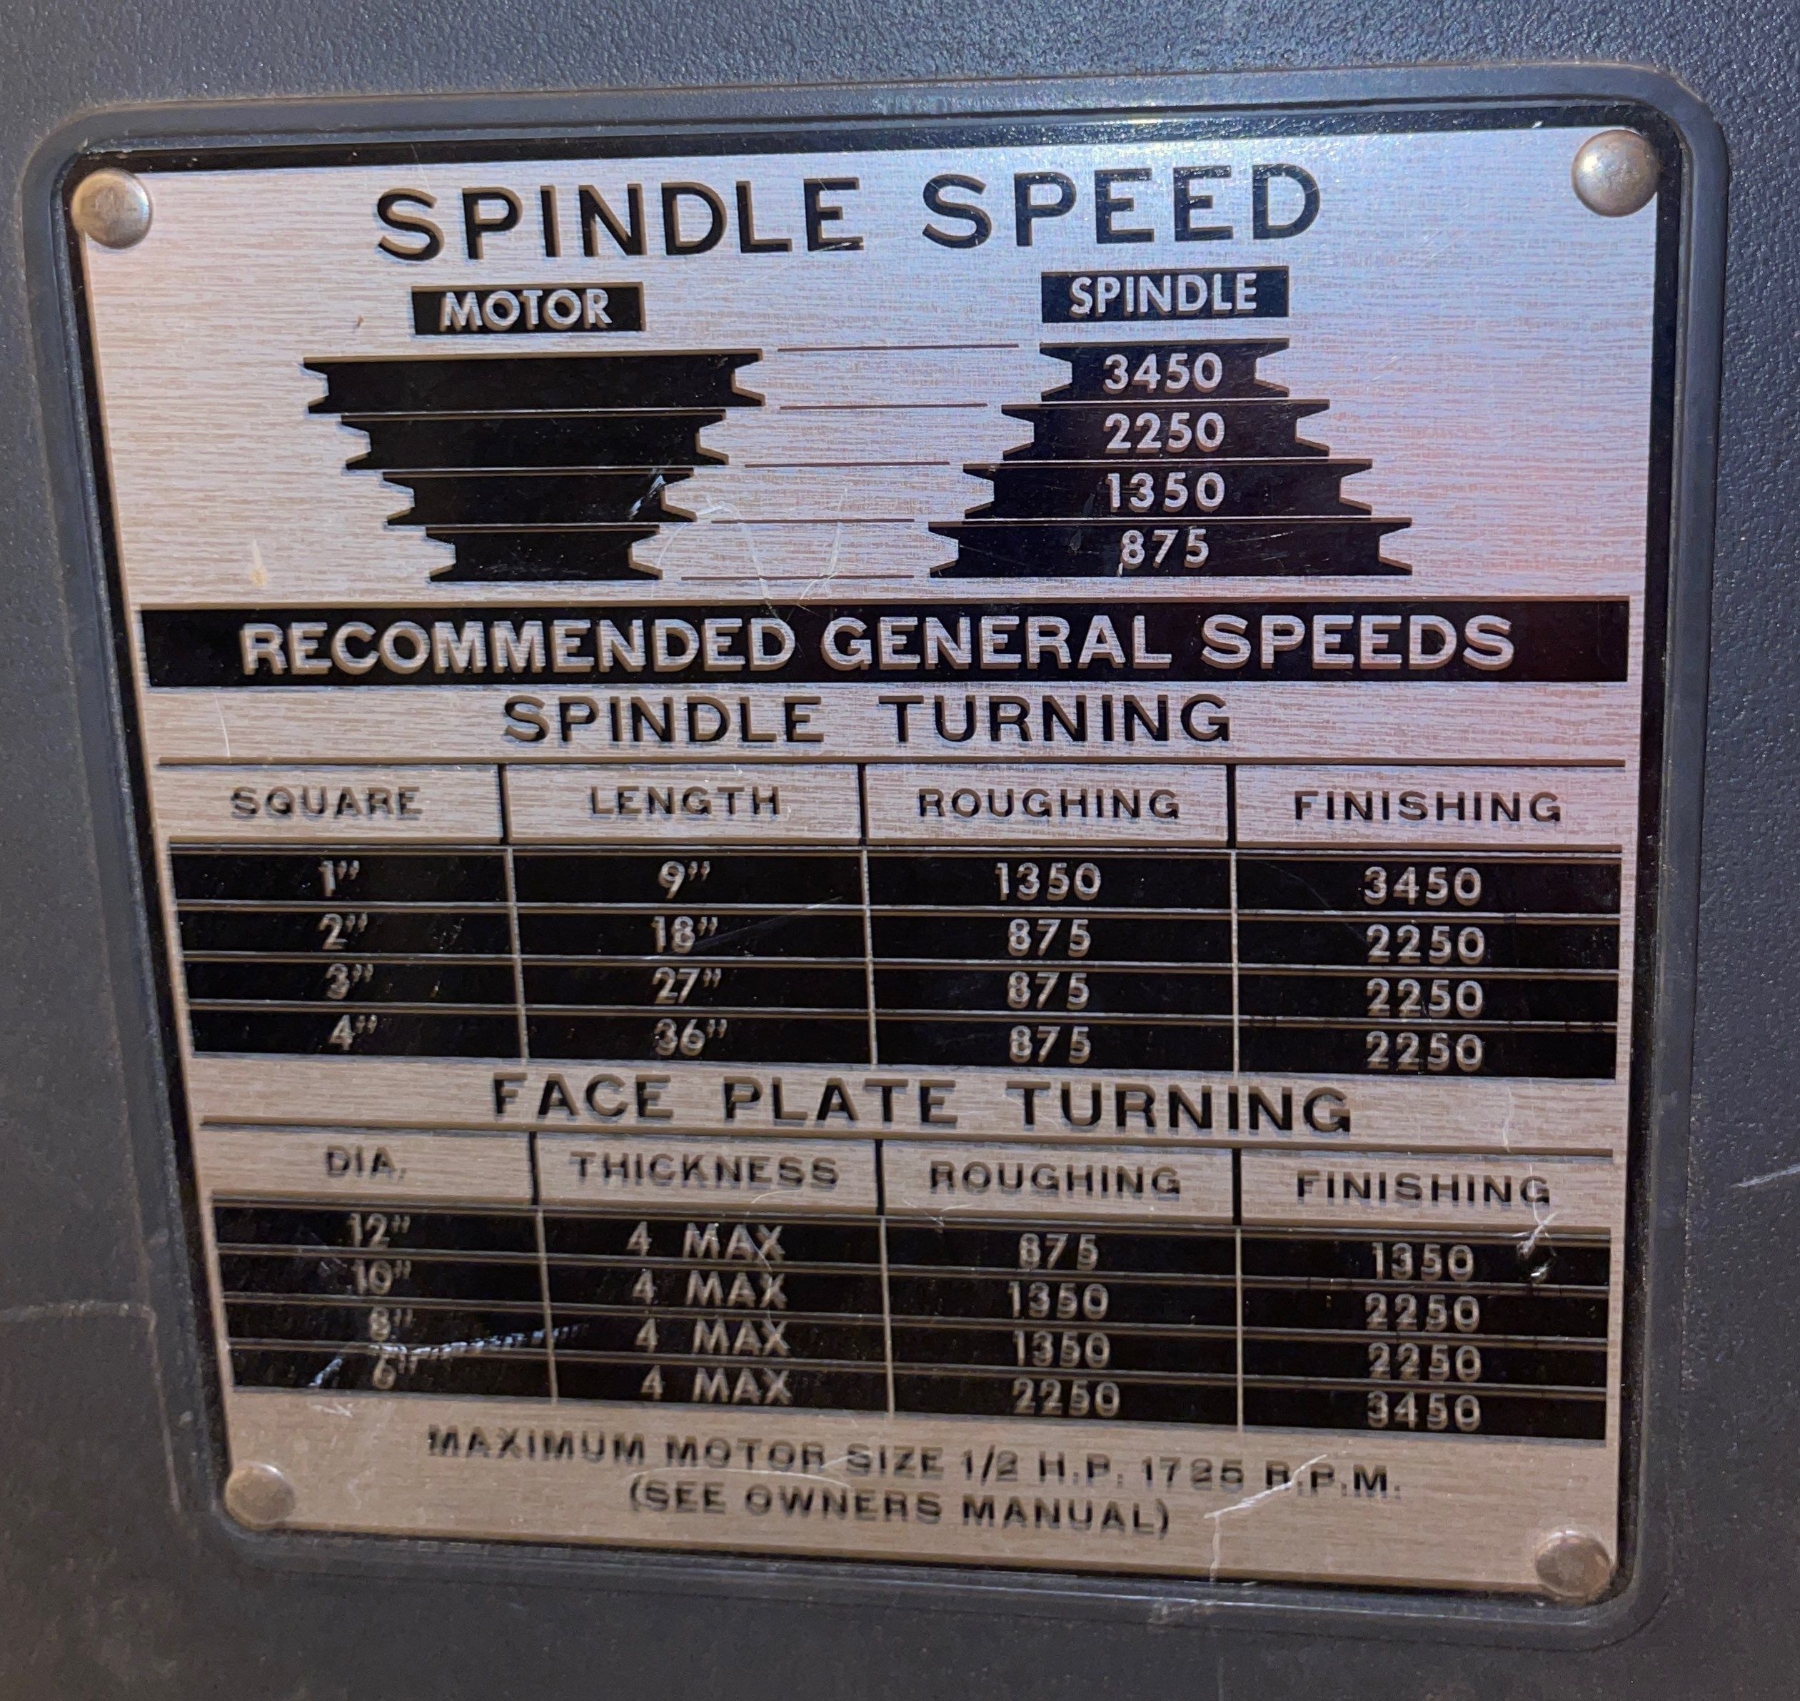 SPINDLE SPEED
MOTOR SPINDLE
3450
2250
1350
875
RECOMMENDED GENERAL SPEEDS
SPINDLE TURNING
SQUARE LENGTH ROUGHING FINISHING
1" 9" 1350 3450
2" 18" 875 2250
3" 27" 875 2250
4" 36" 875 2250
FACE PLATE TURNING
DIA. THICKNESS ROUGHING FINISHING
12" 4 MAX 875 1350
10" 4 MAX 1350 2250
8" 4 MAX 1350 2250
6" 4 MAX 2250 3450
MAXIMUM MOTOR SIZE 1/2 H.P. 1725 R.P.M.
(SEE OWNERS MANUAL)